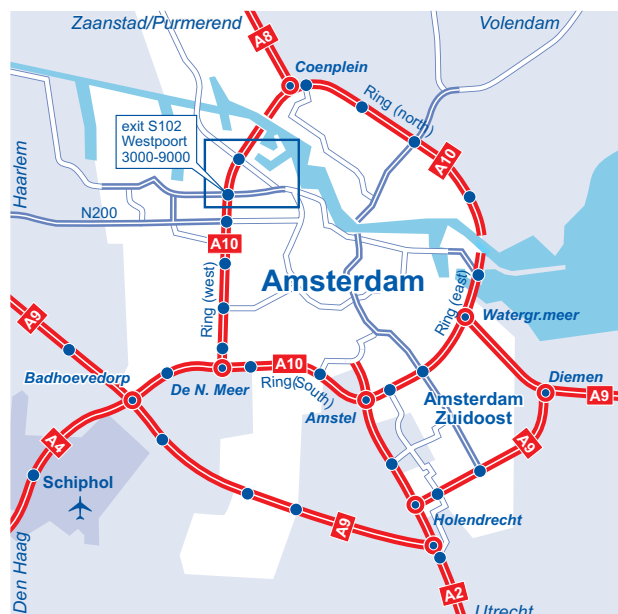 Zaanstad/Purmerend
Volendam
A8
Coenplein
Ring (north)
exit S102
Westpoort
3000-9000
A10
Haarlem
N200
A10
Amsterdam
Ring (west)
Ring (east)
A9
Watergr.meer
Badhoevedorp
De N. Meer
A10
Ring(South)
Diemen
A9
Amstel
Amsterdam
Zuidoost
A4
A9
Schiphol
Holendrecht
A9
Den Haag
A2
Utrecht